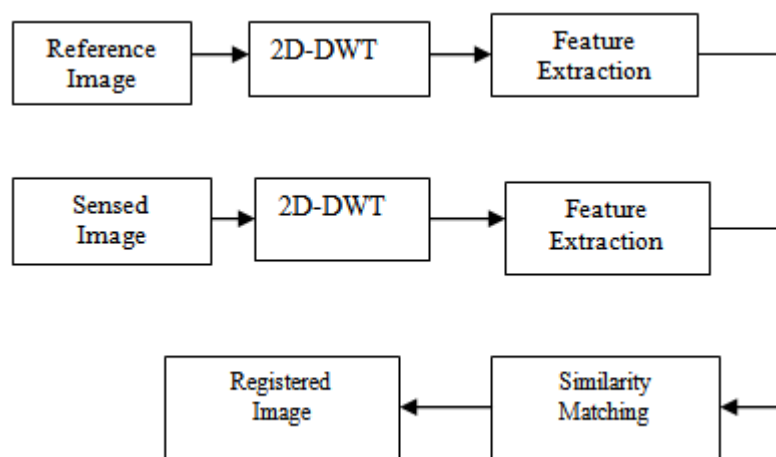 Reference
Image
2D-DWT
Feature
Extraction
Sensed
Image
2D-DWT
Feature
Extraction
Registered
Image
Similarity
Matching